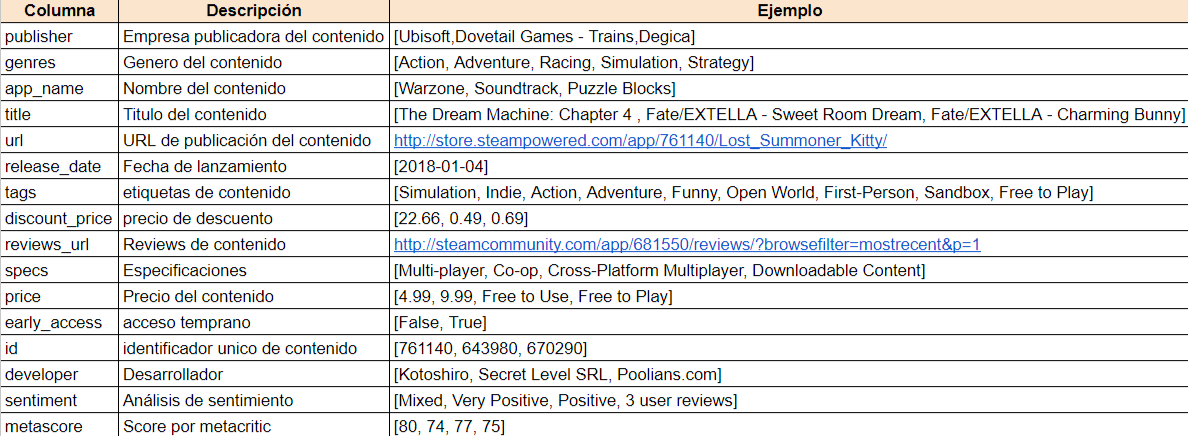 Columna Descripción Ejemplo
publisher Empresa publicadora del contenido [Ubisoft,Dovetail Games - Trains,Degica]
genres Genero del contenido [Action, Adventure, Racing, Simulation, Strategy]
app_name Nombre del contenido [Warzone, Soundtrack, Puzzle Blocks]
title Titulo del contenido [The Dream Machine: Chapter 4 , Fate/EXTELLA - Sweet Room Dream, Fate/EXTELLA - Charming Bunny]
url URL de publicación del contenido http://store.steampowered.com/app/761140/Lost_Summoner_Kitty/
release_date Fecha de lanzamiento [2018-01-04]
tags etiquetas de contenido [Simulation, Indie, Action, Adventure, Funny, Open World, First-Person, Sandbox, Free to Play]
discount_price precio de descuento [22.66, 0.49, 0.69]
reviews_url Reviews de contenido http://steamcommunity.com/app/681550/reviews/?browsefilter=mostrecent&p=1
specs Especificaciones [Multi-player, Co-op, Cross-Platform Multiplayer, Downloadable Content]
price Precio del contenido [4.99, 9.99, Free to Use, Free to Play]
early_access acceso temprano [False, True]
id identificador unico de contenido [761140, 643980, 670290]
developer Desarrollador [Kotoshiro, Secret Level SRL, Poolians.com]
sentiment Análisis de sentimiento [Mixed, Very Positive, Positive, 3 user reviews]
metascore Score por metacritic [80, 74, 77, 75]